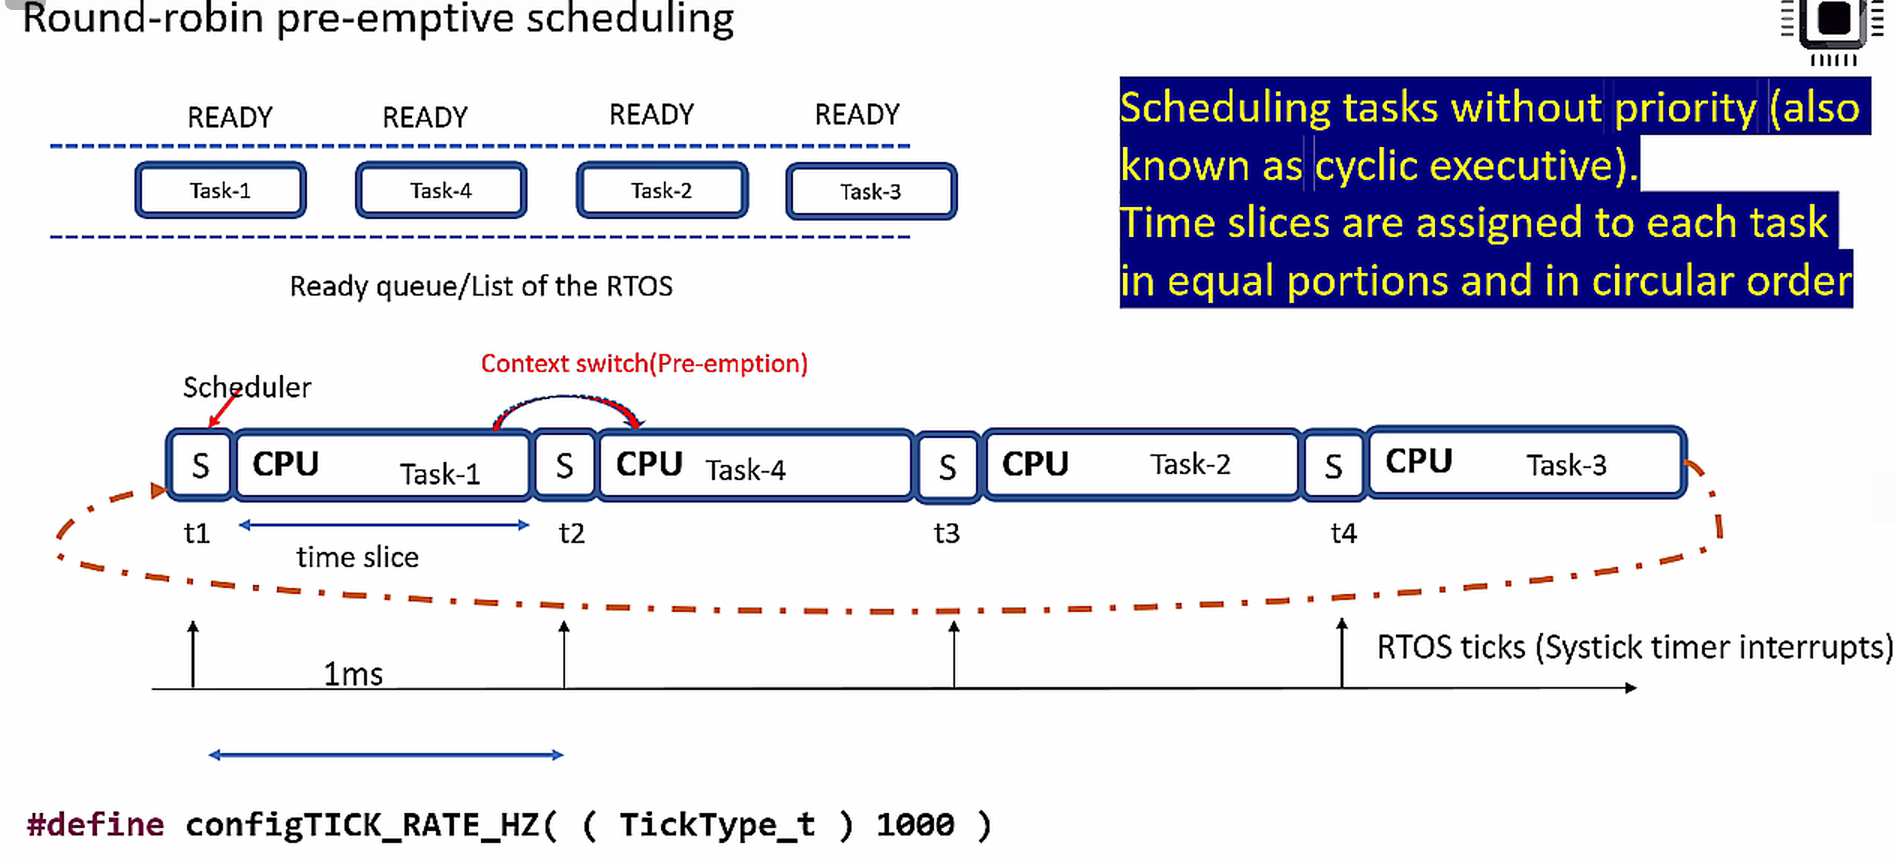 Round-robin pre-emptive scheduling
READY READY READY READY
Task-1 Task-4 Task-2 Task-3
Ready queue/List of the RTOS
Scheduling tasks without priority (also
known as cyclic executive).
Time slices are assigned to each task
in equal portions and in circular order
Context switch(Pre-emption)
Scheduler
S CPU Task-1 S CPU Task-4 S CPU Task-2 S CPU Task-3
t1 t2 t3 t4
time slice
RTOS ticks (Systick timer interrupts)
1ms
#define configTICK_RATE_HZ( ( TickType_t ) 1000 )